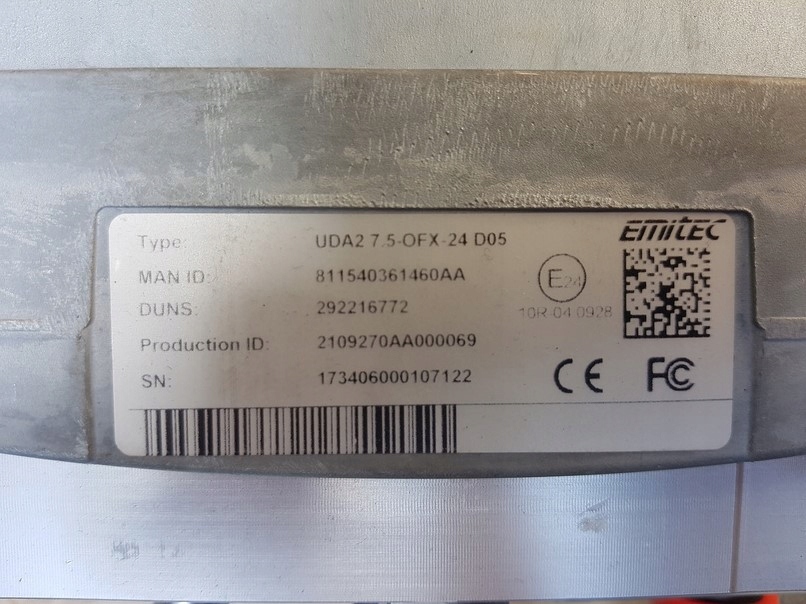 EMITEC
Type: UDA2 7.5-OFX-24 D05
MAN ID: 811540361460AA
DUNS: 292216772
Production ID: 2109270AA000069
SN: 173406000107122
E24
10R-04 0928
CE FC